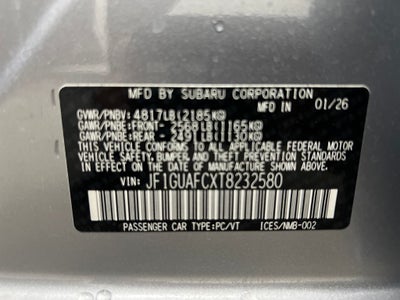 MFD BY SUBARU CORPORATION
PRODUCED IN 01/26
GVWR/PNBV: 4817LB(2185KG)
GAWR/PNBE:FRONT- 2568LB(1165KG)
GAWR/PNBE:REAR - 2491LB(1130KG)
THIS VEHICLE CONFORMS TO ALL APPLICABLE FEDERAL MOTOR
VEHICLE SAFETY, BUMPER, AND THEFT PREVENTION STANDARDS
IN EFFECT ON THE DATE OF MANUFACTURE SHOWN ABOVE.
VIN: JF1GUAFCXT8232580
PASSENGER CAR TYPE:PC/VT ICES/NMB-002